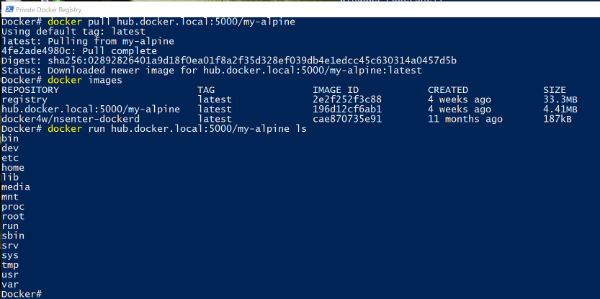 Private Docker Registry
Docker# docker pull hub.docker.local:5000/my-alpine
Using default tag: latest
latest: Pulling from my-alpine
4fe2ade4980c: Pull complete
Digest: sha256:02892826401a9d18f0ea01f8a2f35d328ef039db4e1edcc45c630314a0457d5b
Status: Downloaded newer image for hub.docker.local:5000/my-alpine:latest
Docker# docker images
REPOSITORY TAG IMAGE ID CREATED SIZE
registry latest 2e2f252f3c88 4 weeks ago 33.3MB
hub.docker.local:5000/my-alpine latest 196d12cf6ab1 4 weeks ago 4.41MB
docker4w/nsenter-dockerd latest cae870735e91 11 months ago 187kB
Docker# docker run hub.docker.local:5000/my-alpine ls
bin
dev
etc
home
lib
media
mnt
proc
root
run
sbin
srv
sys
tmp
usr
var
Docker#